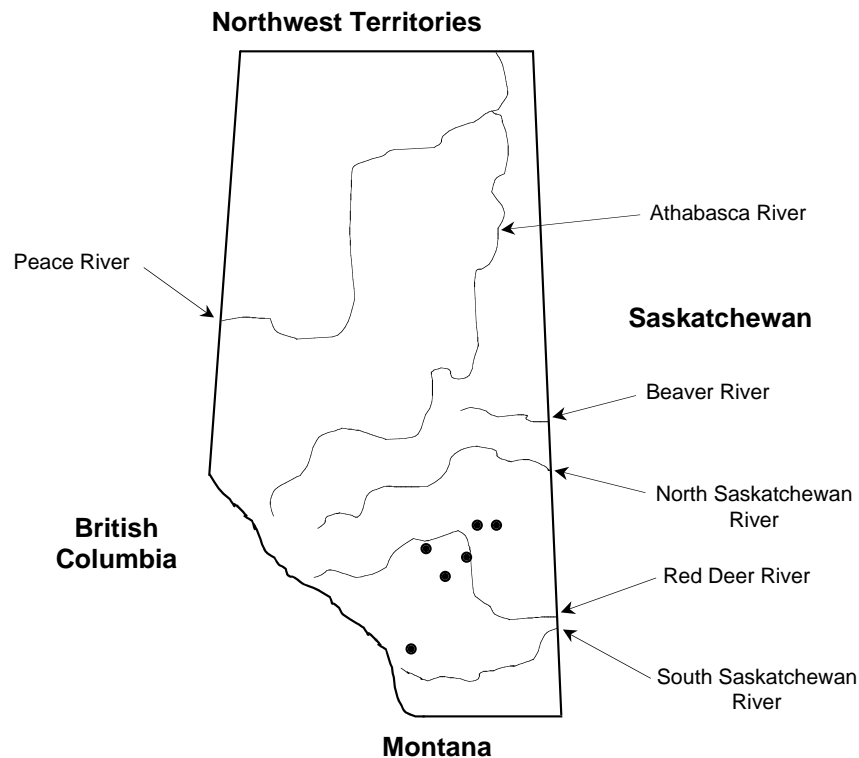 Northwest Territories
Athabasca River
Peace River
Saskatchewan
Beaver River
North Saskatchewan
River
British
Columbia
Red Deer River
South Saskatchewan
River
Montana